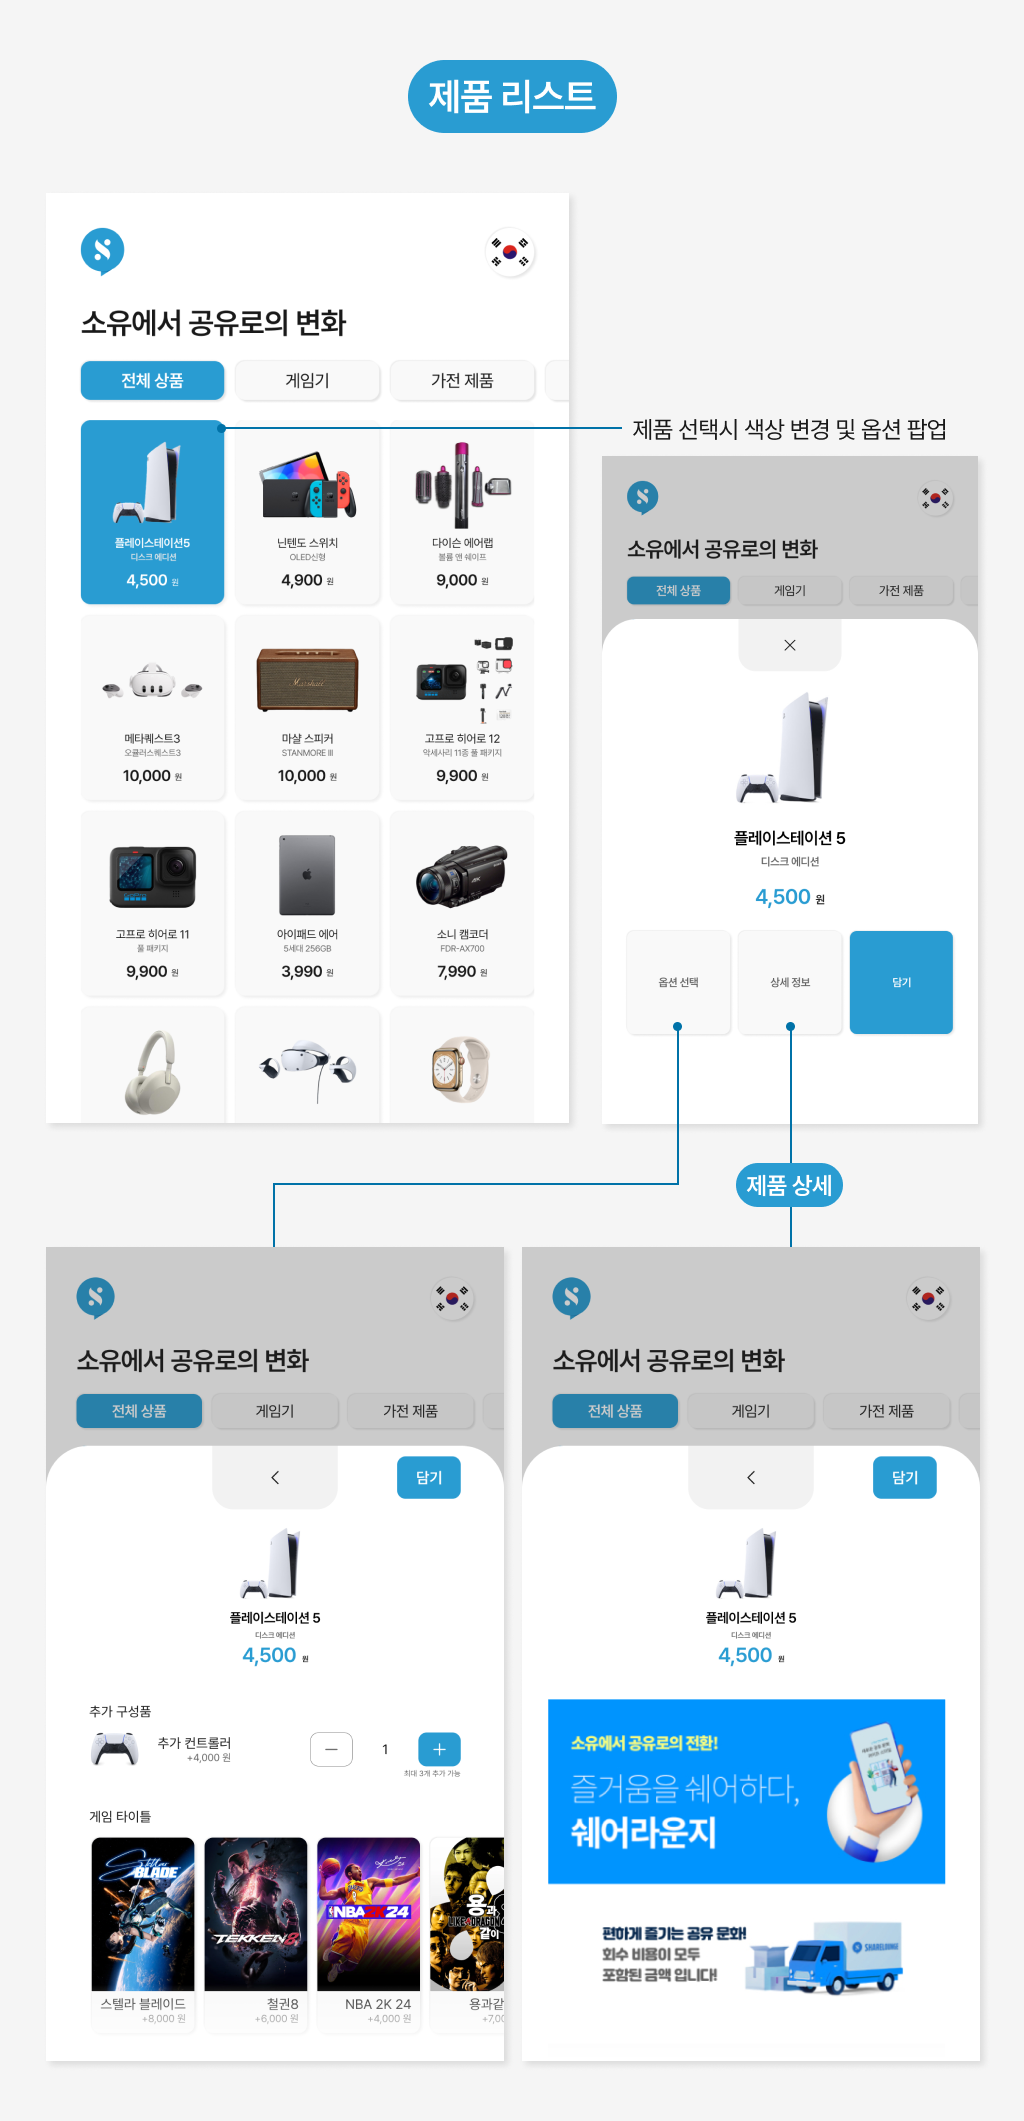 제품 리스트
소유에서 공유로의 변화
전체 상품
게임기
가전 제품
플레이스테이션5
디스크 에디션
4,500 원
닌텐도 스위치
OLED신형
4,900 원
다이슨 에어랩
볼륨 앤 쉐이프
9,000 원
메타퀘스트3
오큘러스퀘스트3
10,000 원
Marshall
마샬 스피커
STANMORE III
10,000 원
고프로 히어로 12
악세사리 11종 풀 패키지
9,900 원
고프로 히어로 11
풀 패키지
9,900 원
아이패드 에어
5세대 256GB
3,990 원
소니 캠코더
FDR-AX700
7,990 원
제품 선택시 색상 변경 및 옵션 팝업
소유에서 공유로의 변화
전체 상품
게임기
가전 제품
플레이스테이션 5
디스크 에디션
4,500 원
옵션 선택
상세 정보
담기
제품 상세
소유에서 공유로의 변화
전체 상품
게임기
가전 제품
담기
플레이스테이션 5
디스크 에디션
4,500 원
추가 구성품
추가 컨트롤러
+4,000 원
1
최대 3개 추가 가능
게임 타이틀
Stellar
BLADE
스텔라 블레이드
+8,000 원
TEKKEN 8
철권8
+6,000 원
NBA 2K 24
NBA 2K 24
+4,000 원
용과
LIKE A DRAGON
같이
용과같
+7,00
소유에서 공유로의 변화
전체 상품
게임기
가전 제품
담기
플레이스테이션 5
디스크 에디션
4,500 원
소유에서 공유로의 전환!
즐거움을 쉐어하다,
쉐어라운지
편하게 즐기는 공유 문화!
회수 비용이 모두
포함된 금액 입니다!